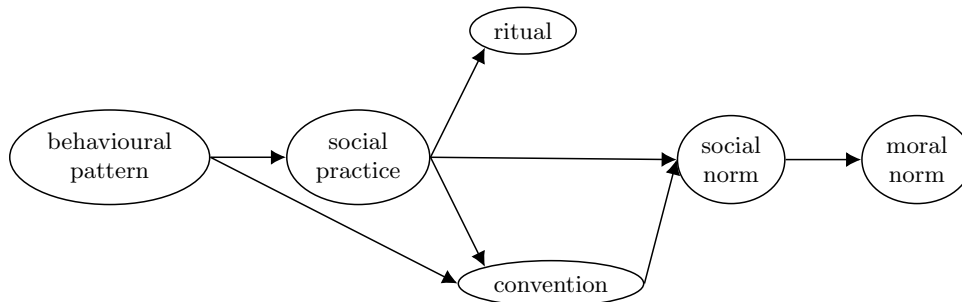 ritual
behavioural
pattern
social
practice
social
norm
moral
norm
convention